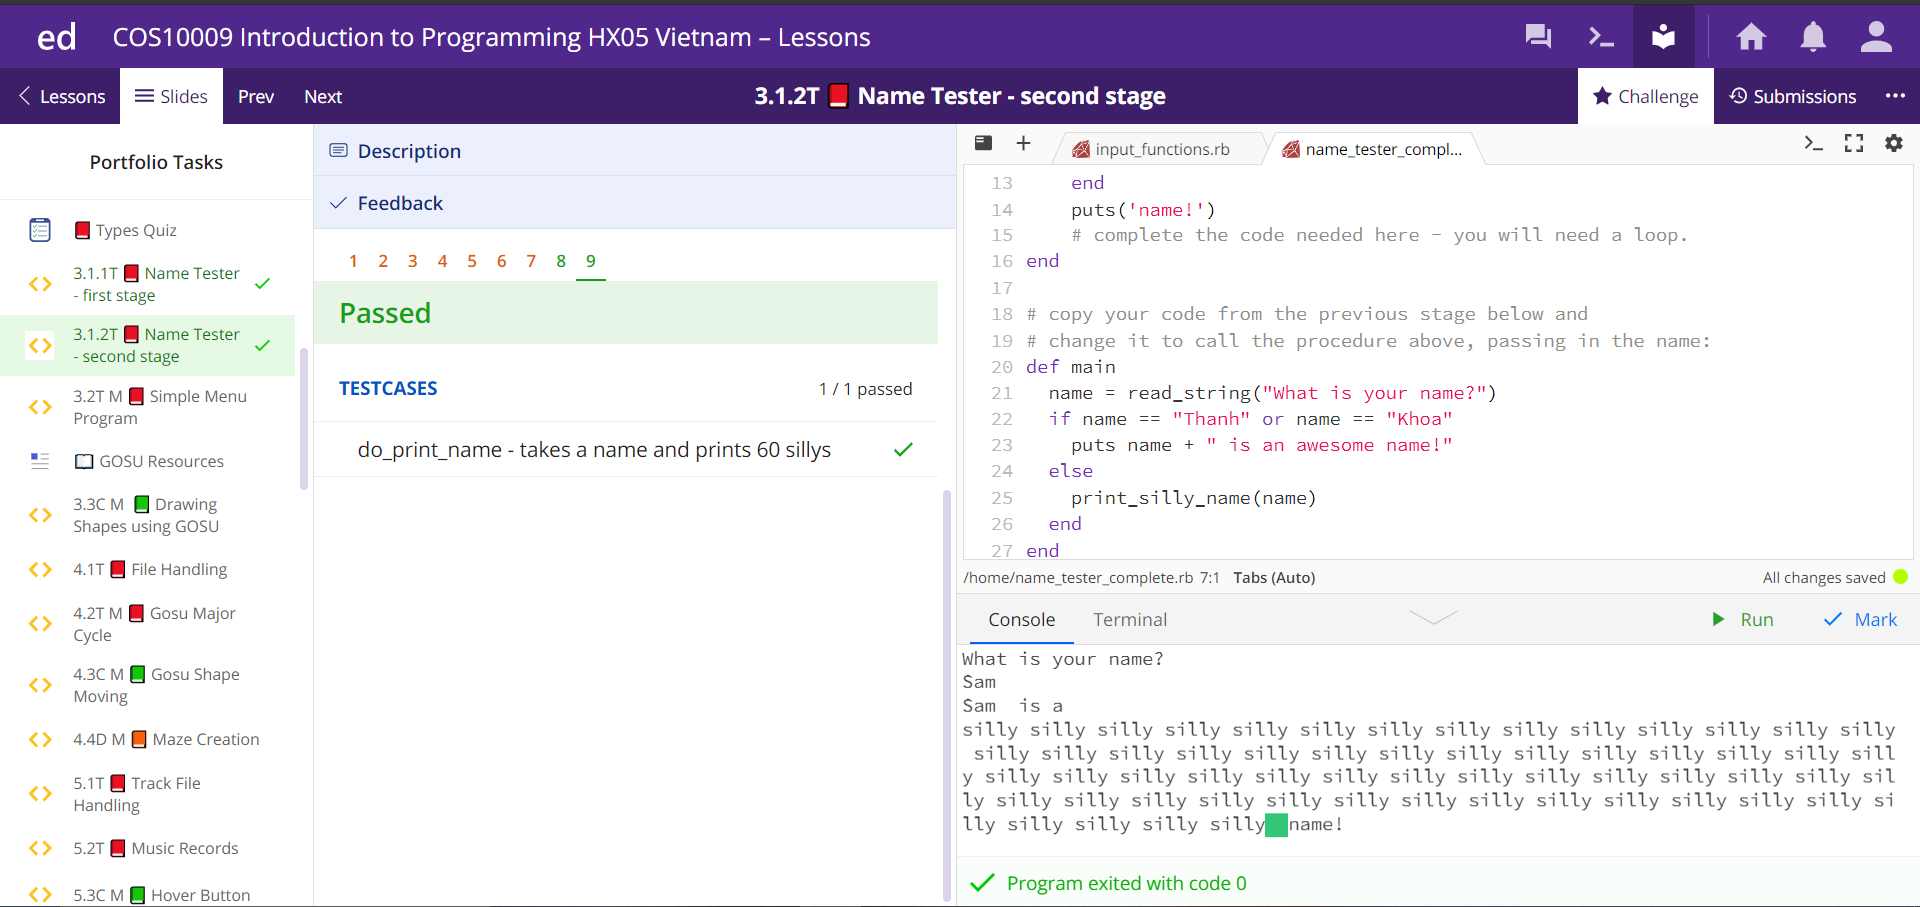 ed COS10009 Introduction to Programming HX05 Vietnam – Lessons
Lessons Slides Prev Next 3.1.2T Name Tester - second stage Challenge Submissions
Portfolio Tasks
Types Quiz
3.1.1T Name Tester
- first stage
3.1.2T Name Tester
- second stage
3.2T M Simple Menu
Program
GOSU Resources
3.3C M Drawing
Shapes using GOSU
4.1T File Handling
4.2T M Gosu Major
Cycle
4.3C M Gosu Shape
Moving
4.4D M Maze Creation
5.1T Track File
Handling
5.2T Music Records
5.3C M Hover Button
Description
Feedback
1 2 3 4 5 6 7 8 9
Passed
TESTCASES 1 / 1 passed
do_print_name - takes a name and prints 60 sillys
input_functions.rb name_tester_compl...
13 end
14 puts('name!')
15 # complete the code needed here - you will need a loop.
16 end
17
18 # copy your code from the previous stage below and
19 # change it to call the procedure above, passing in the name:
20 def main
21 name = read_string("What is your name?")
22 if name == "Thanh" or name == "Khoa"
23 puts name + " is an awesome name!"
24 else
25 print_silly_name(name)
26 end
27 end
/home/name_tester_complete.rb 7:1 Tabs (Auto) All changes saved
Console Terminal Run Mark
What is your name?
Sam
Sam  is a
silly silly silly silly silly silly silly silly silly silly silly silly silly silly
 silly silly silly silly silly silly silly silly silly silly silly silly silly sill
y silly silly silly silly silly silly silly silly silly silly silly silly silly sil
ly silly silly silly silly silly silly silly silly silly silly silly silly silly si
lly silly silly silly silly name!
Program exited with code 0